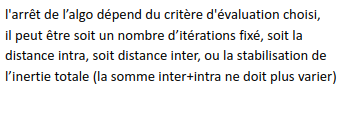 l'arrêt de l’algo dépend du critère d'évaluation choisi,
il peut être soit un nombre d’itérations fixé, soit la
distance intra, soit distance inter, ou la stabilisation de
l’inertie totale (la somme inter+intra ne doit plus varier)